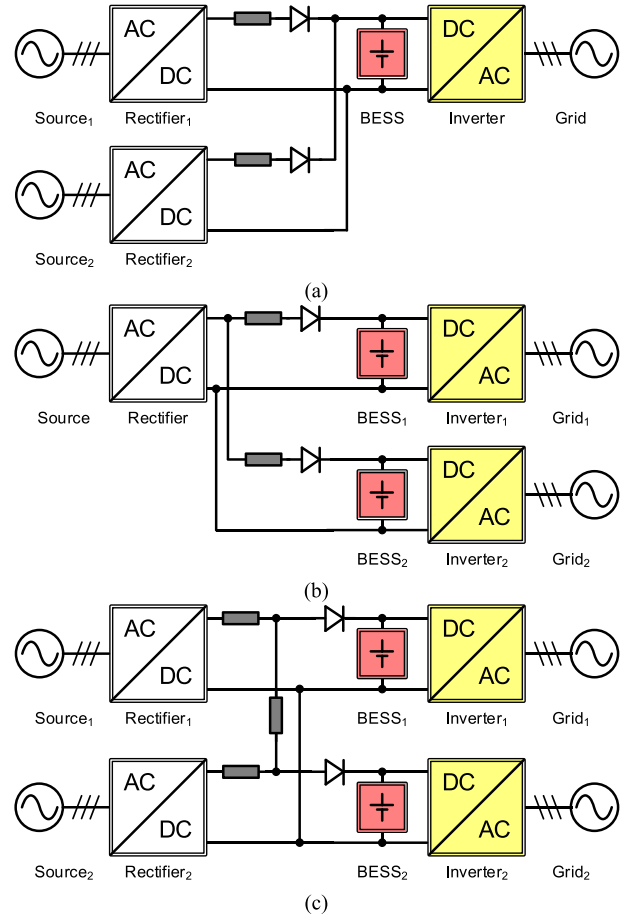 AC
DC
DC
AC
Source₁ Rectifier₁ BESS Inverter Grid
AC
DC
Source₂ Rectifier₂
(a)
AC
DC
DC
AC
Source Rectifier BESS₁ Inverter₁ Grid₁
DC
AC
BESS₂ Inverter₂ Grid₂
(b)
AC
DC
DC
AC
Source₁ Rectifier₁ BESS₁ Inverter₁ Grid₁
AC
DC
DC
AC
Source₂ Rectifier₂ BESS₂ Inverter₂ Grid₂
(c)